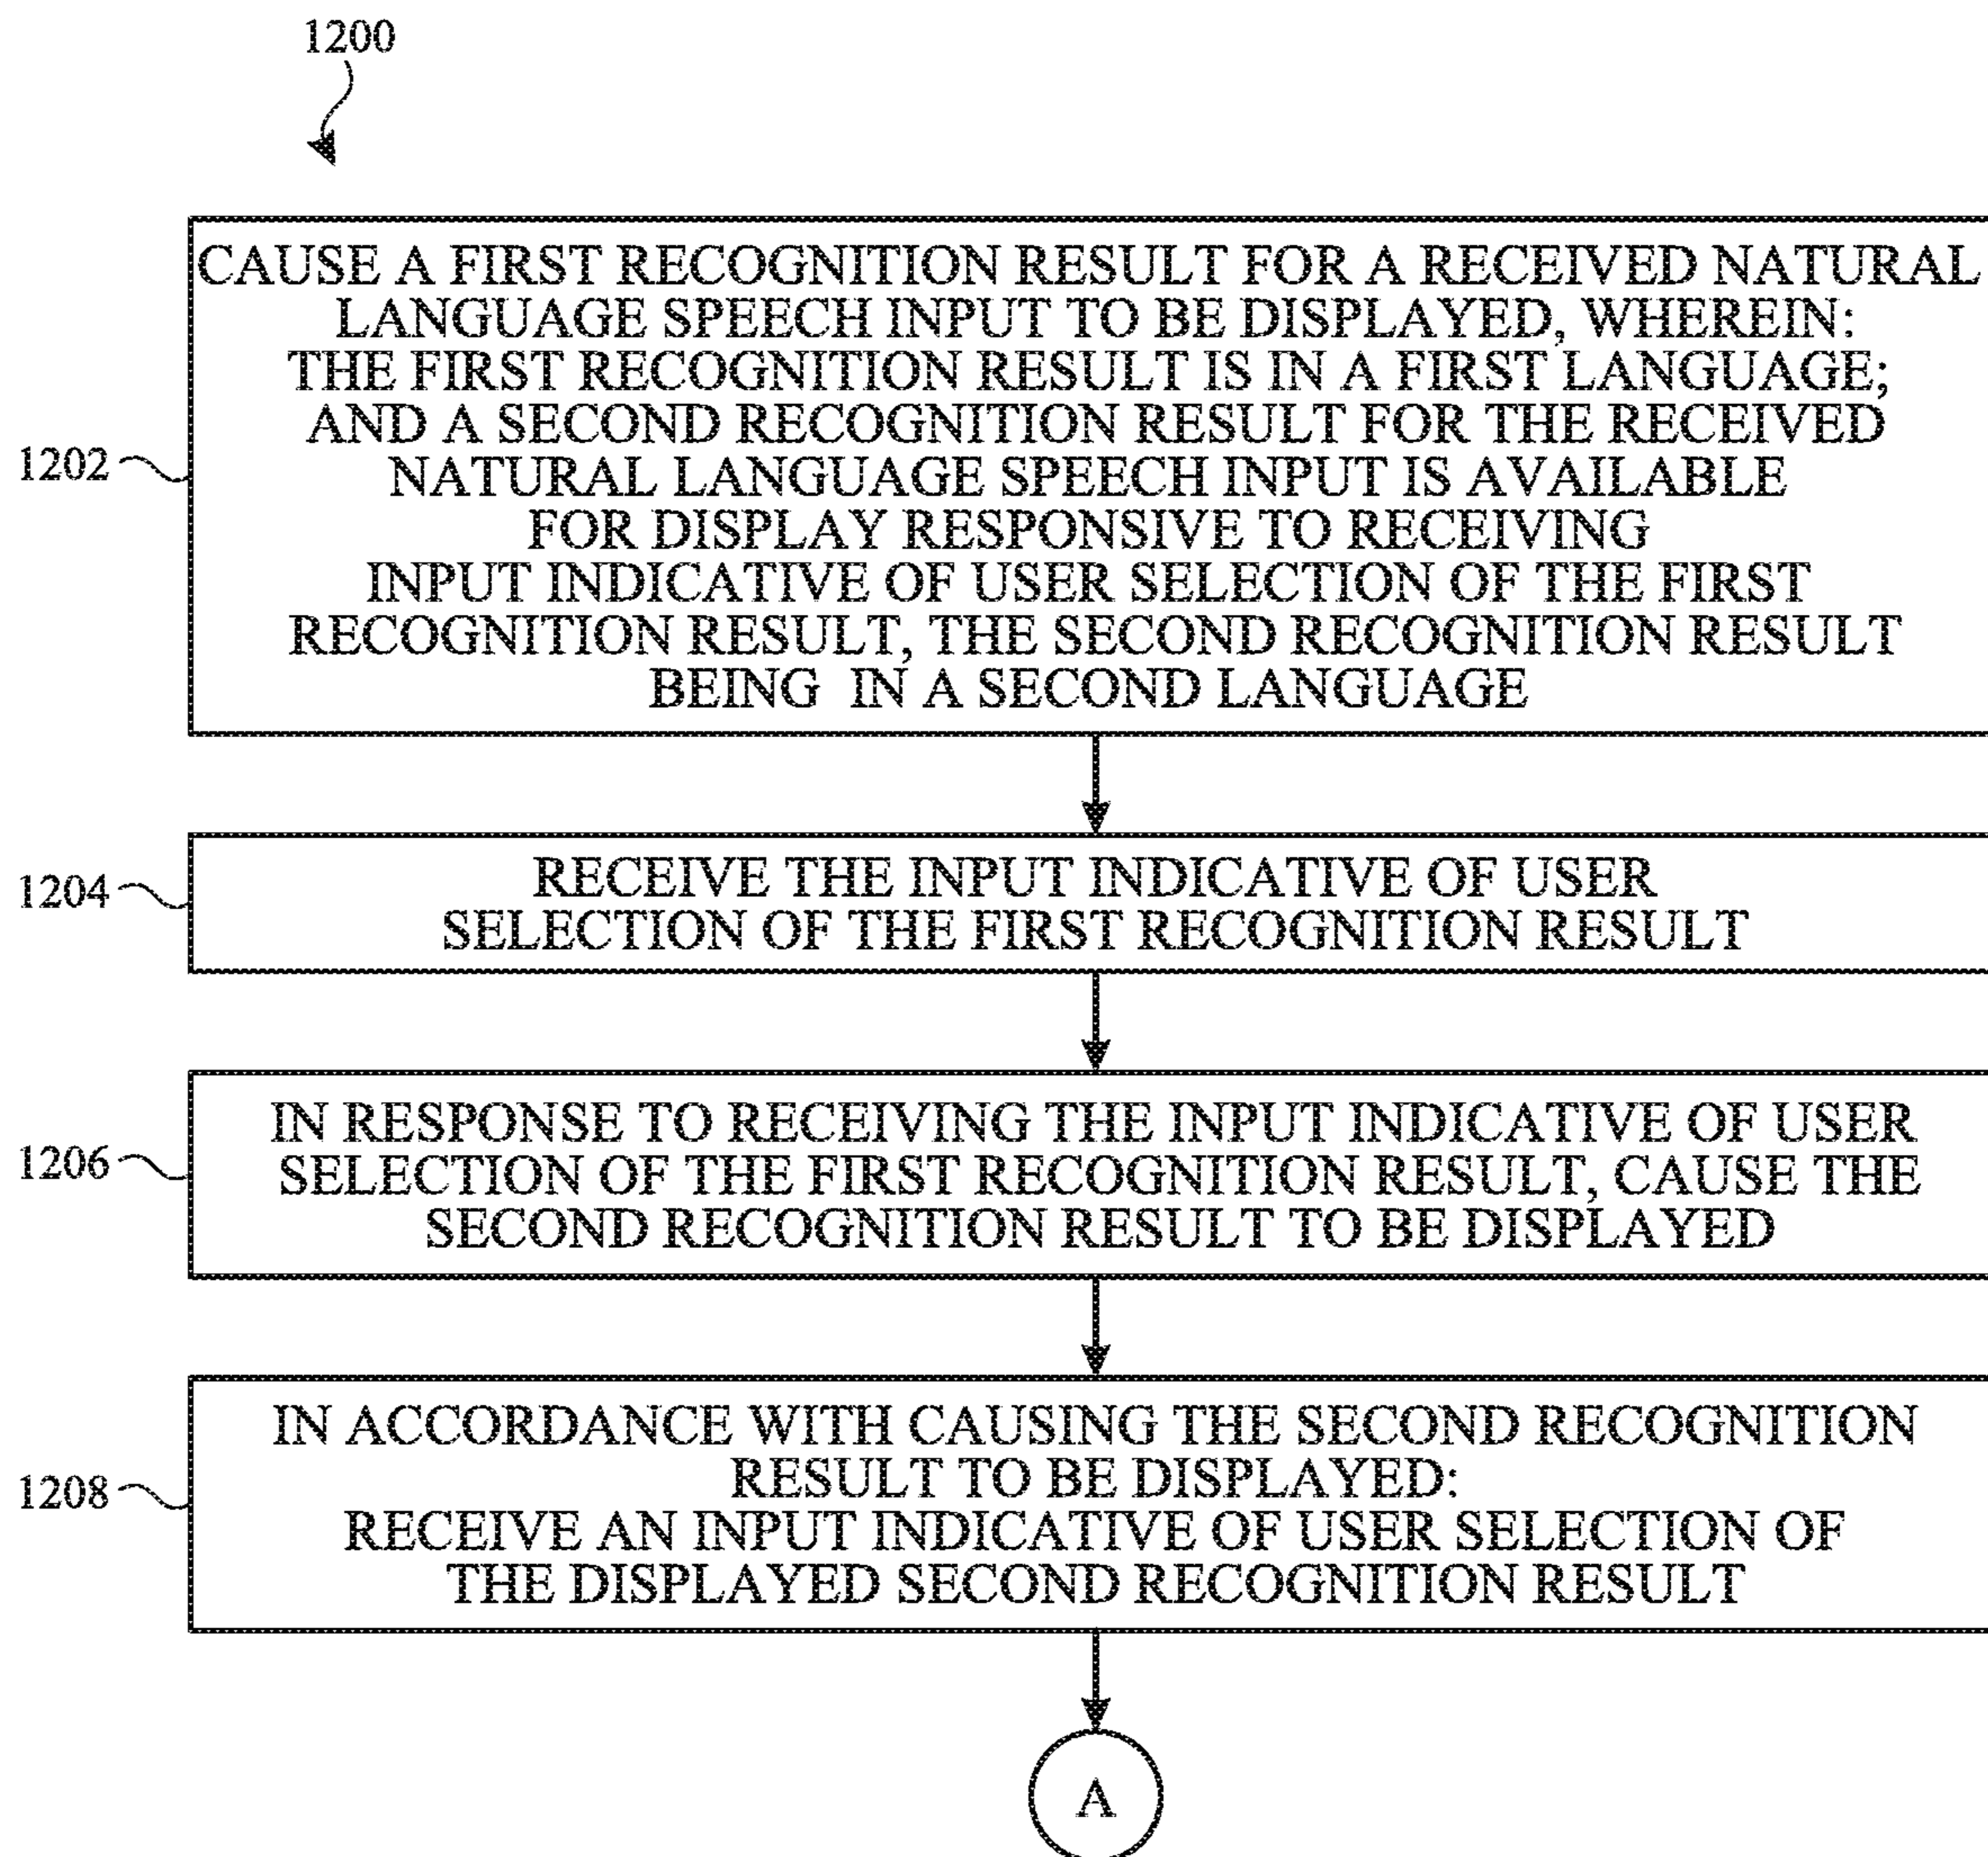 1200
CAUSE A FIRST RECOGNITION RESULT FOR A RECEIVED NATURAL
LANGUAGE SPEECH INPUT TO BE DISPLAYED, WHEREIN:
THE FIRST RECOGNITION RESULT IS IN A FIRST LANGUAGE;
AND A SECOND RECOGNITION RESULT FOR THE RECEIVED
1202
NATURAL LANGUAGE SPEECH INPUT IS AVAILABLE
FOR DISPLAY RESPONSIVE TO RECEIVING
INPUT INDICATIVE OF USER SELECTION OF THE FIRST
RECOGNITION RESULT, THE SECOND RECOGNITION RESULT
BEING IN A SECOND LANGUAGE
1204
RECEIVE THE INPUT INDICATIVE OF USER
SELECTION OF THE FIRST RECOGNITION RESULT
1206
IN RESPONSE TO RECEIVING THE INPUT INDICATIVE OF USER
SELECTION OF THE FIRST RECOGNITION RESULT, CAUSE THE
SECOND RECOGNITION RESULT TO BE DISPLAYED
1208
IN ACCORDANCE WITH CAUSING THE SECOND RECOGNITION
RESULT TO BE DISPLAYED:
RECEIVE AN INPUT INDICATIVE OF USER SELECTION OF
THE DISPLAYED SECOND RECOGNITION RESULT
A